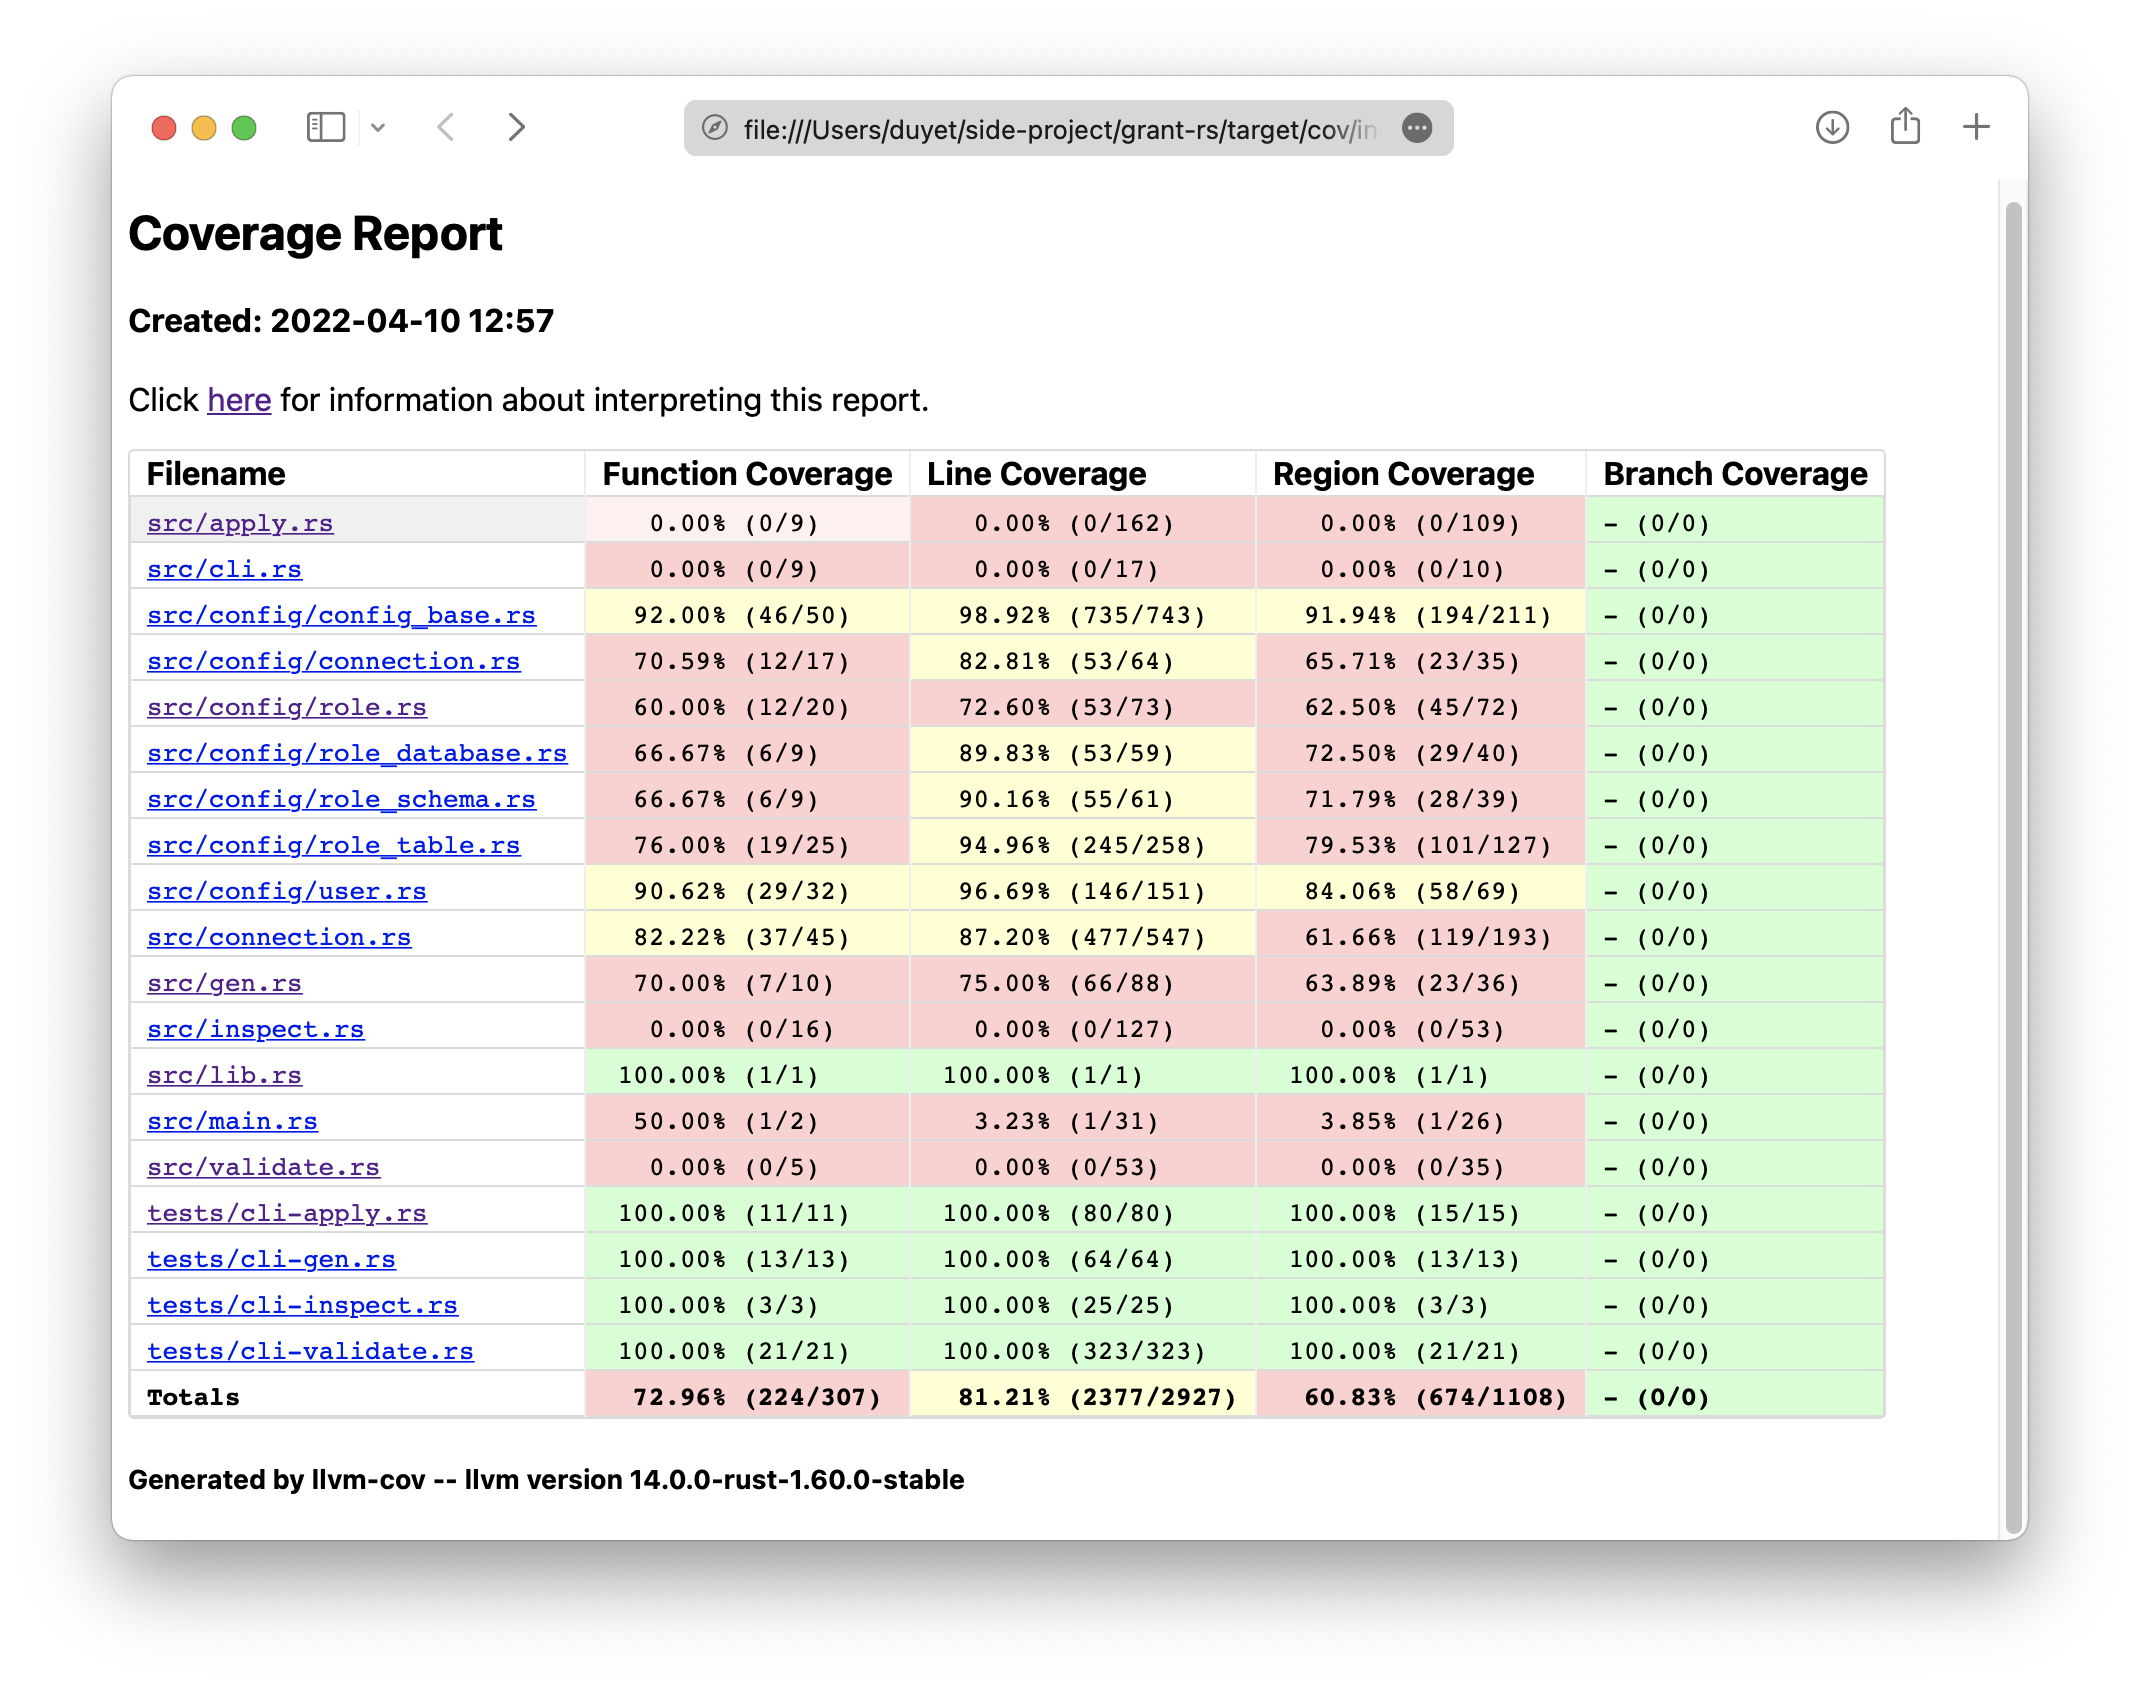 file:///Users/duyet/side-project/grant-rs/target/cov/in
Coverage Report
Created: 2022-04-10 12:57
Click here for information about interpreting this report.
Filename Function Coverage Line Coverage Region Coverage Branch Coverage
src/apply.rs 0.00% (0/9) 0.00% (0/162) 0.00% (0/109) - (0/0)
src/cli.rs 0.00% (0/9) 0.00% (0/17) 0.00% (0/10) - (0/0)
src/config/config_base.rs 92.00% (46/50) 98.92% (735/743) 91.94% (194/211) - (0/0)
src/config/connection.rs 70.59% (12/17) 82.81% (53/64) 65.71% (23/35) - (0/0)
src/config/role.rs 60.00% (12/20) 72.60% (53/73) 62.50% (45/72) - (0/0)
src/config/role_database.rs 66.67% (6/9) 89.83% (53/59) 72.50% (29/40) - (0/0)
src/config/role_schema.rs 66.67% (6/9) 90.16% (55/61) 71.79% (28/39) - (0/0)
src/config/role_table.rs 76.00% (19/25) 94.96% (245/258) 79.53% (101/127) - (0/0)
src/config/user.rs 90.62% (29/32) 96.69% (146/151) 84.06% (58/69) - (0/0)
src/connection.rs 82.22% (37/45) 87.20% (477/547) 61.66% (119/193) - (0/0)
src/gen.rs 70.00% (7/10) 75.00% (66/88) 63.89% (23/36) - (0/0)
src/inspect.rs 0.00% (0/16) 0.00% (0/127) 0.00% (0/53) - (0/0)
src/lib.rs 100.00% (1/1) 100.00% (1/1) 100.00% (1/1) - (0/0)
src/main.rs 50.00% (1/2) 3.23% (1/31) 3.85% (1/26) - (0/0)
src/validate.rs 0.00% (0/5) 0.00% (0/53) 0.00% (0/35) - (0/0)
tests/cli-apply.rs 100.00% (11/11) 100.00% (80/80) 100.00% (15/15) - (0/0)
tests/cli-gen.rs 100.00% (13/13) 100.00% (64/64) 100.00% (13/13) - (0/0)
tests/cli-inspect.rs 100.00% (3/3) 100.00% (25/25) 100.00% (3/3) - (0/0)
tests/cli-validate.rs 100.00% (21/21) 100.00% (323/323) 100.00% (21/21) - (0/0)
Totals 72.96% (224/307) 81.21% (2377/2927) 60.83% (674/1108) - (0/0)
Generated by llvm-cov -- llvm version 14.0.0-rust-1.60.0-stable